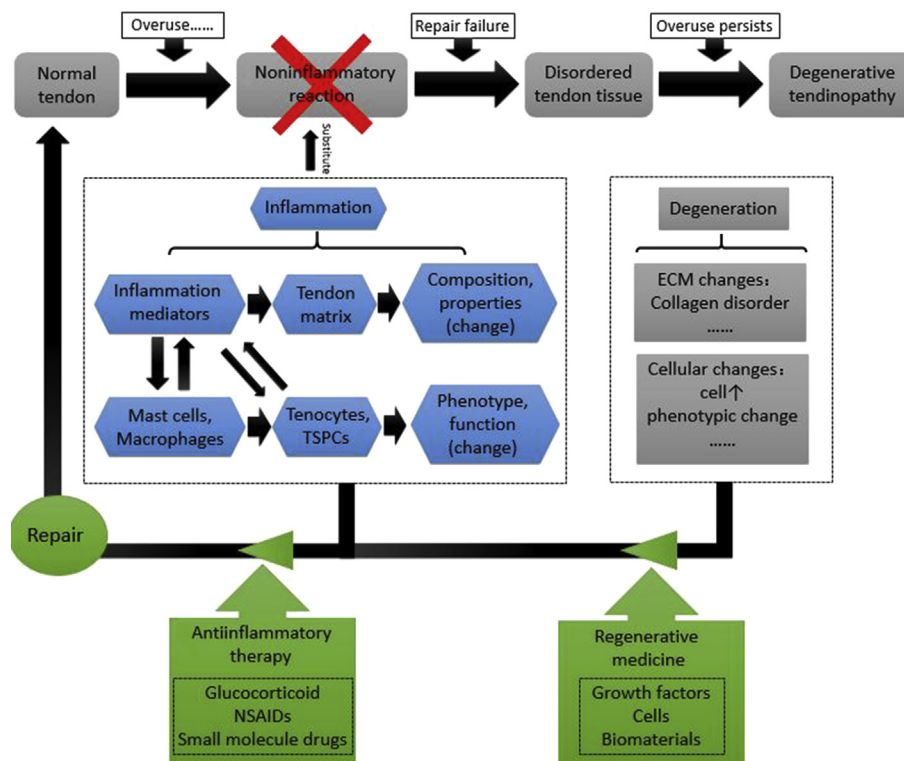 Overuse……
Repair failure
Overuse persists
Normal
tendon
Noninflammatory
reaction
Disordered
tendon tissue
Degenerative
tendinopathy
Substitute
Inflammation
Inflammation
mediators
Tendon
matrix
Composition,
properties
(change)
Mast cells,
Macrophages
Tenocytes,
TSPCs
Phenotype,
function
(change)
Degeneration
ECM changes:
Collagen disorder
……
Cellular changes:
cell↑
phenotypic change
……
Repair
Antiinflammatory
therapy
Glucocorticoid
NSAIDs
Small molecule drugs
Regenerative
medicine
Growth factors
Cells
Biomaterials